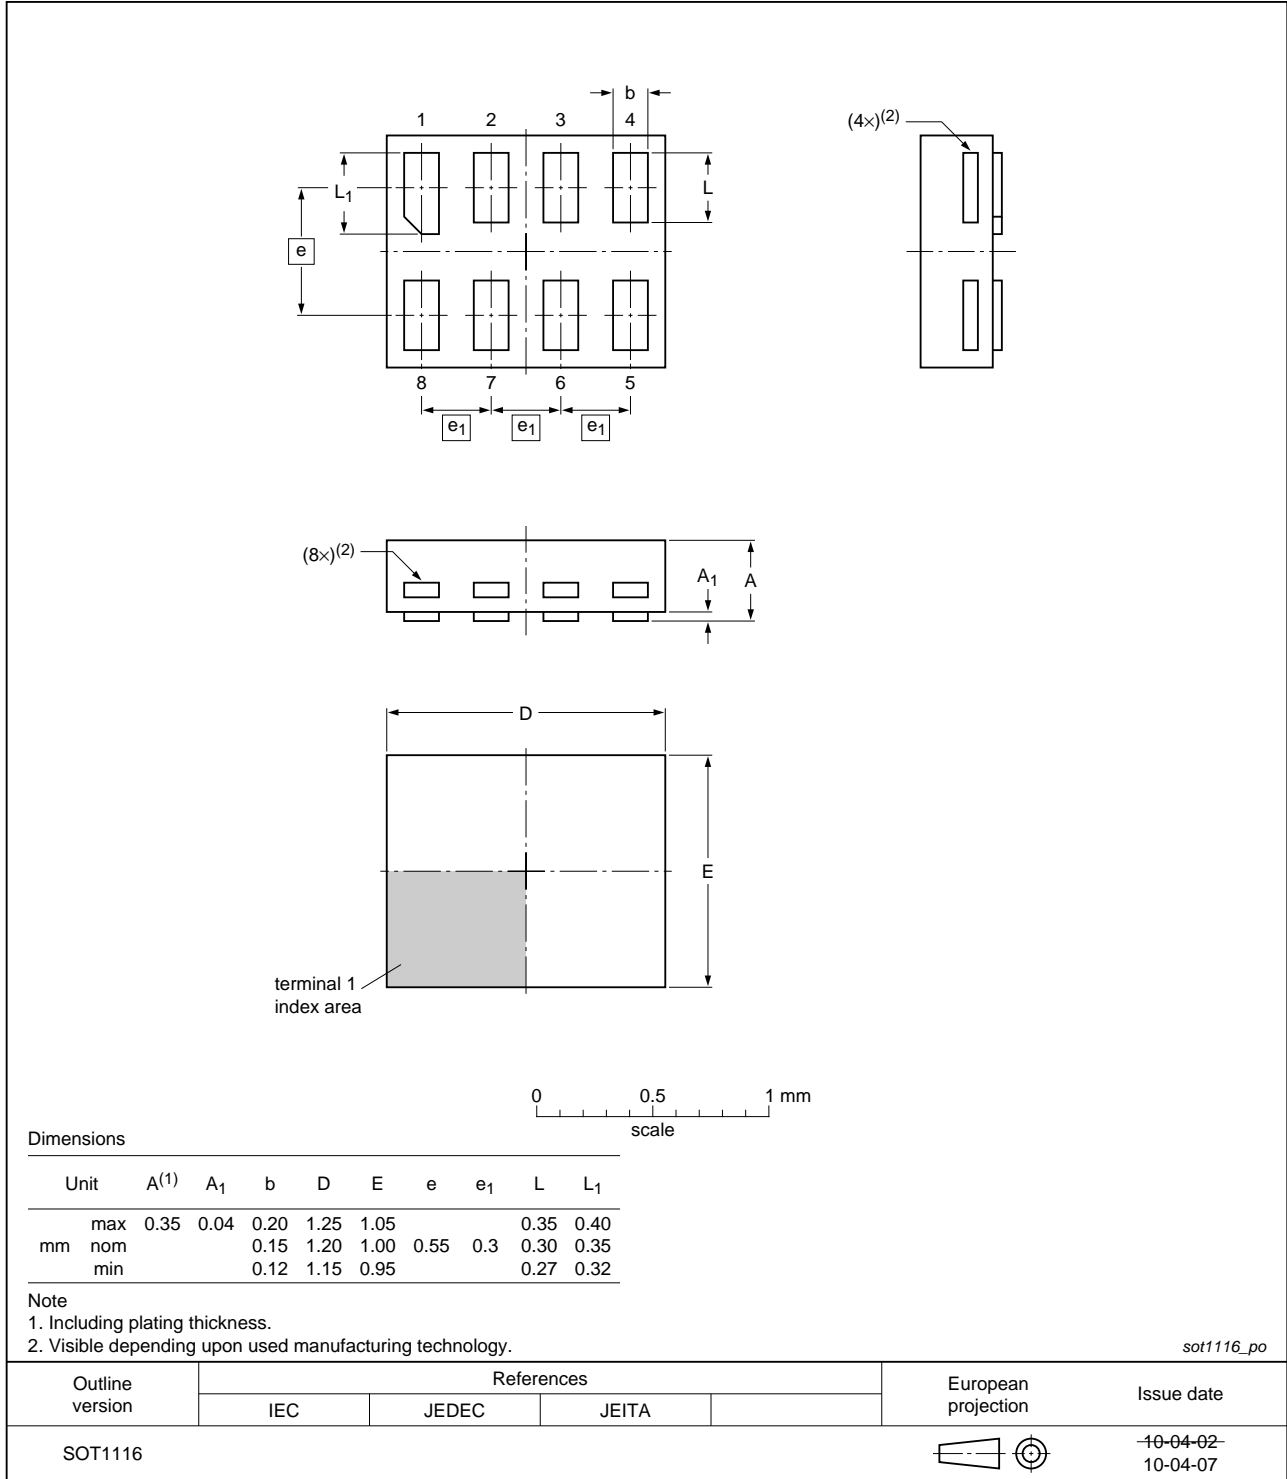 b
1 2 3 4
(4×)(2)
L1
L
e
8 7 6 5
e1 e1 e1
(8×)(2)
A1 A
D
E
terminal 1
index area
0 0.5 1 mm
scale
Dimensions
Unit A(1) A1 b D E e e1 L L1
max 0.35 0.04 0.20 1.25 1.05 0.35 0.40
mm nom 0.15 1.20 1.00 0.55 0.3 0.30 0.35
min 0.12 1.15 0.95 0.27 0.32
Note
1. Including plating thickness.
2. Visible depending upon used manufacturing technology.
sot1116_po
Outline
version
References
IEC JEDEC JEITA
European
projection
Issue date
SOT1116
10-04-02
10-04-07